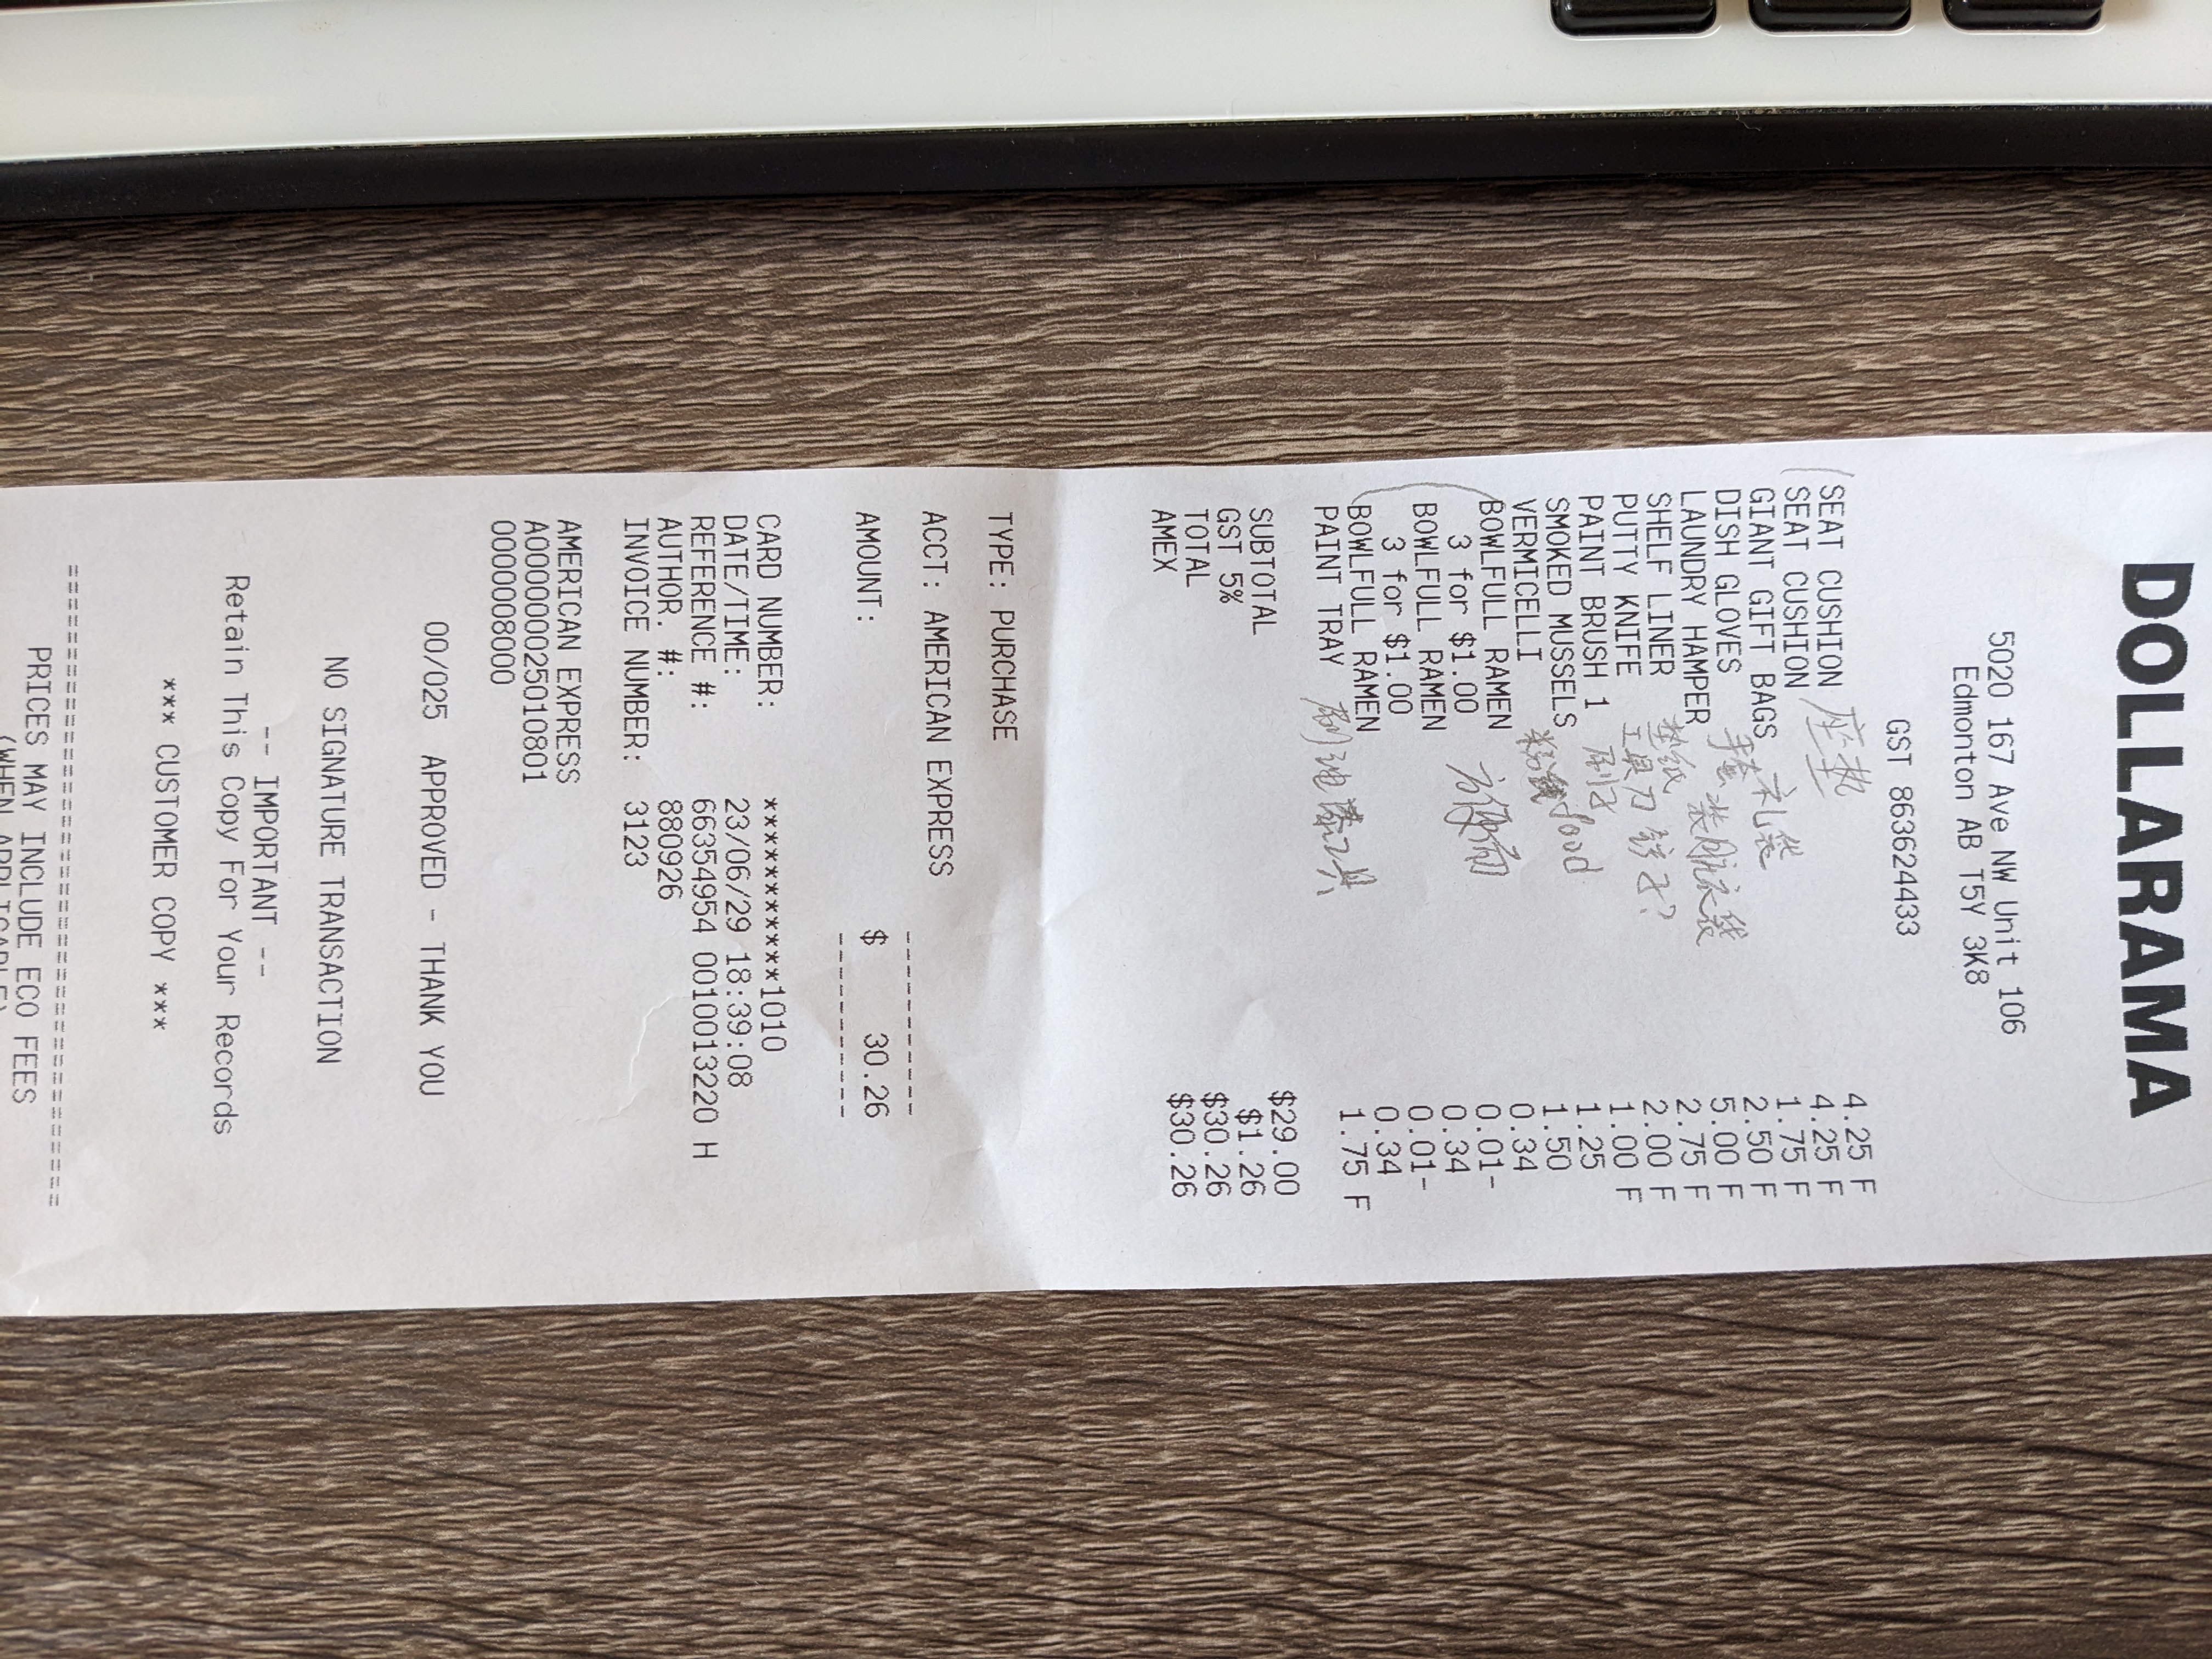 DOLLARAMA
5020 167 Ave NW Unit 106
Edmonton AB T5Y 3K8
GST 863624433
SEAT CUSHION 座垫 4.25 F
SEAT CUSHION 4.25 F
GIANT GIFT BAGS 礼袋 1.75 F
DISH GLOVES 手套 2.50 F
LAUNDRY HAMPER 装脏衣袋 5.00 F
SHELF LINER 垫纸 2.75 F
PUTTY KNIFE 工具刀 2.00 F
PAINT BRUSH 1 刷子 1.00 F
SMOKED MUSSELS food 1.25
VERMICELLI 粉丝 1.50
BOWLFULL RAMEN 0.34
3 for $1.00 方便面 0.01-
BOWLFULL RAMEN 0.34
3 for $1.00 0.01-
BOWLFULL RAMEN 0.34
PAINT TRAY 刷油漆工具 1.75 F
SUBTOTAL $29.00
GST 5% $1.26
TOTAL $30.26
AMEX $30.26
TYPE: PURCHASE
ACCT: AMERICAN EXPRESS
AMOUNT: $ 30.26
CARD NUMBER: ***********1010
DATE/TIME: 23/06/29 18:39:08
REFERENCE #: 66354954 0010013220 H
AUTHOR. #: 880926
INVOICE NUMBER: 3123
AMERICAN EXPRESS
A000000025010801
0000008000
00/025 APPROVED - THANK YOU
NO SIGNATURE TRANSACTION
-- IMPORTANT --
Retain This Copy For Your Records
*** CUSTOMER COPY ***
PRICES MAY INCLUDE ECO FEES
(WHEN APPLICABLE)